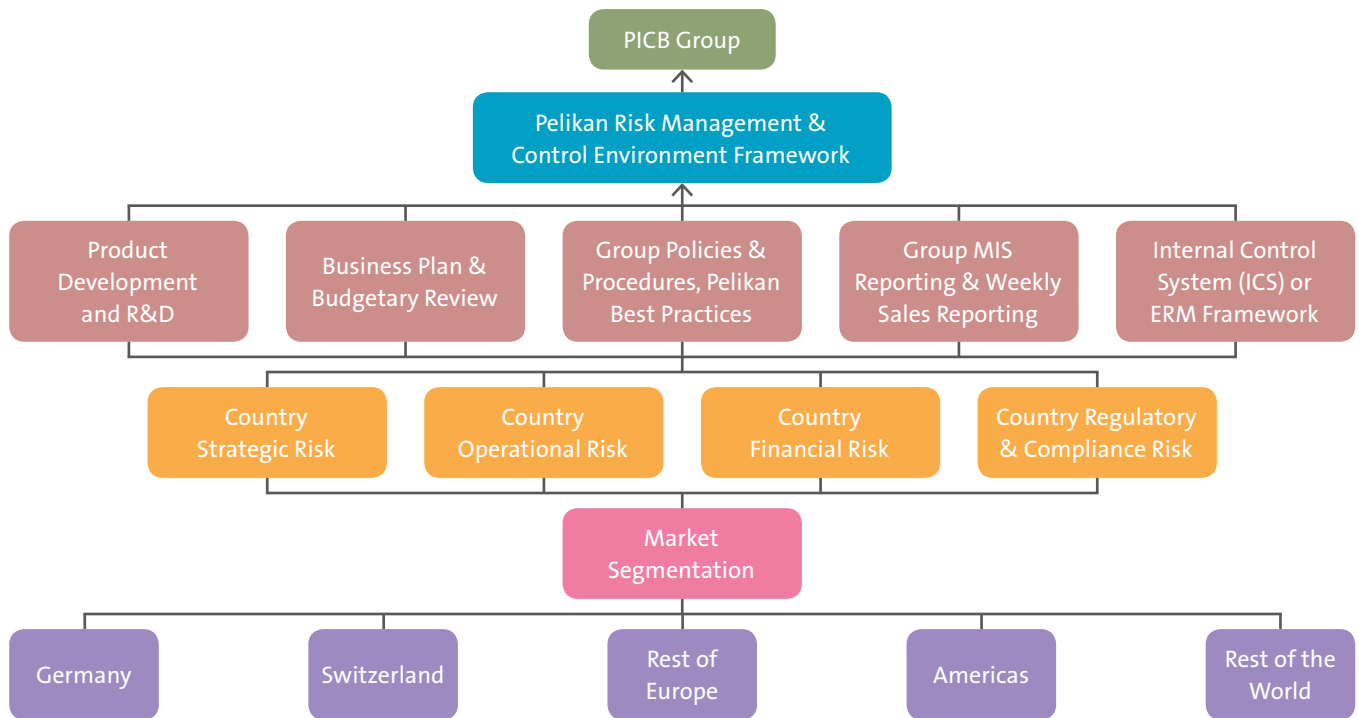 PICB Group
Pelikan Risk Management &
Control Environment Framework
Product
Development
and R&D
Business Plan &
Budgetary Review
Group Policies &
Procedures, Pelikan
Best Practices
Group MIS
Reporting & Weekly
Sales Reporting
Internal Control
System (ICS) or
ERM Framework
Country
Strategic Risk
Country
Operational Risk
Country
Financial Risk
Country Regulatory
& Compliance Risk
Market
Segmentation
Germany
Switzerland
Rest of
Europe
Americas
Rest of the
World